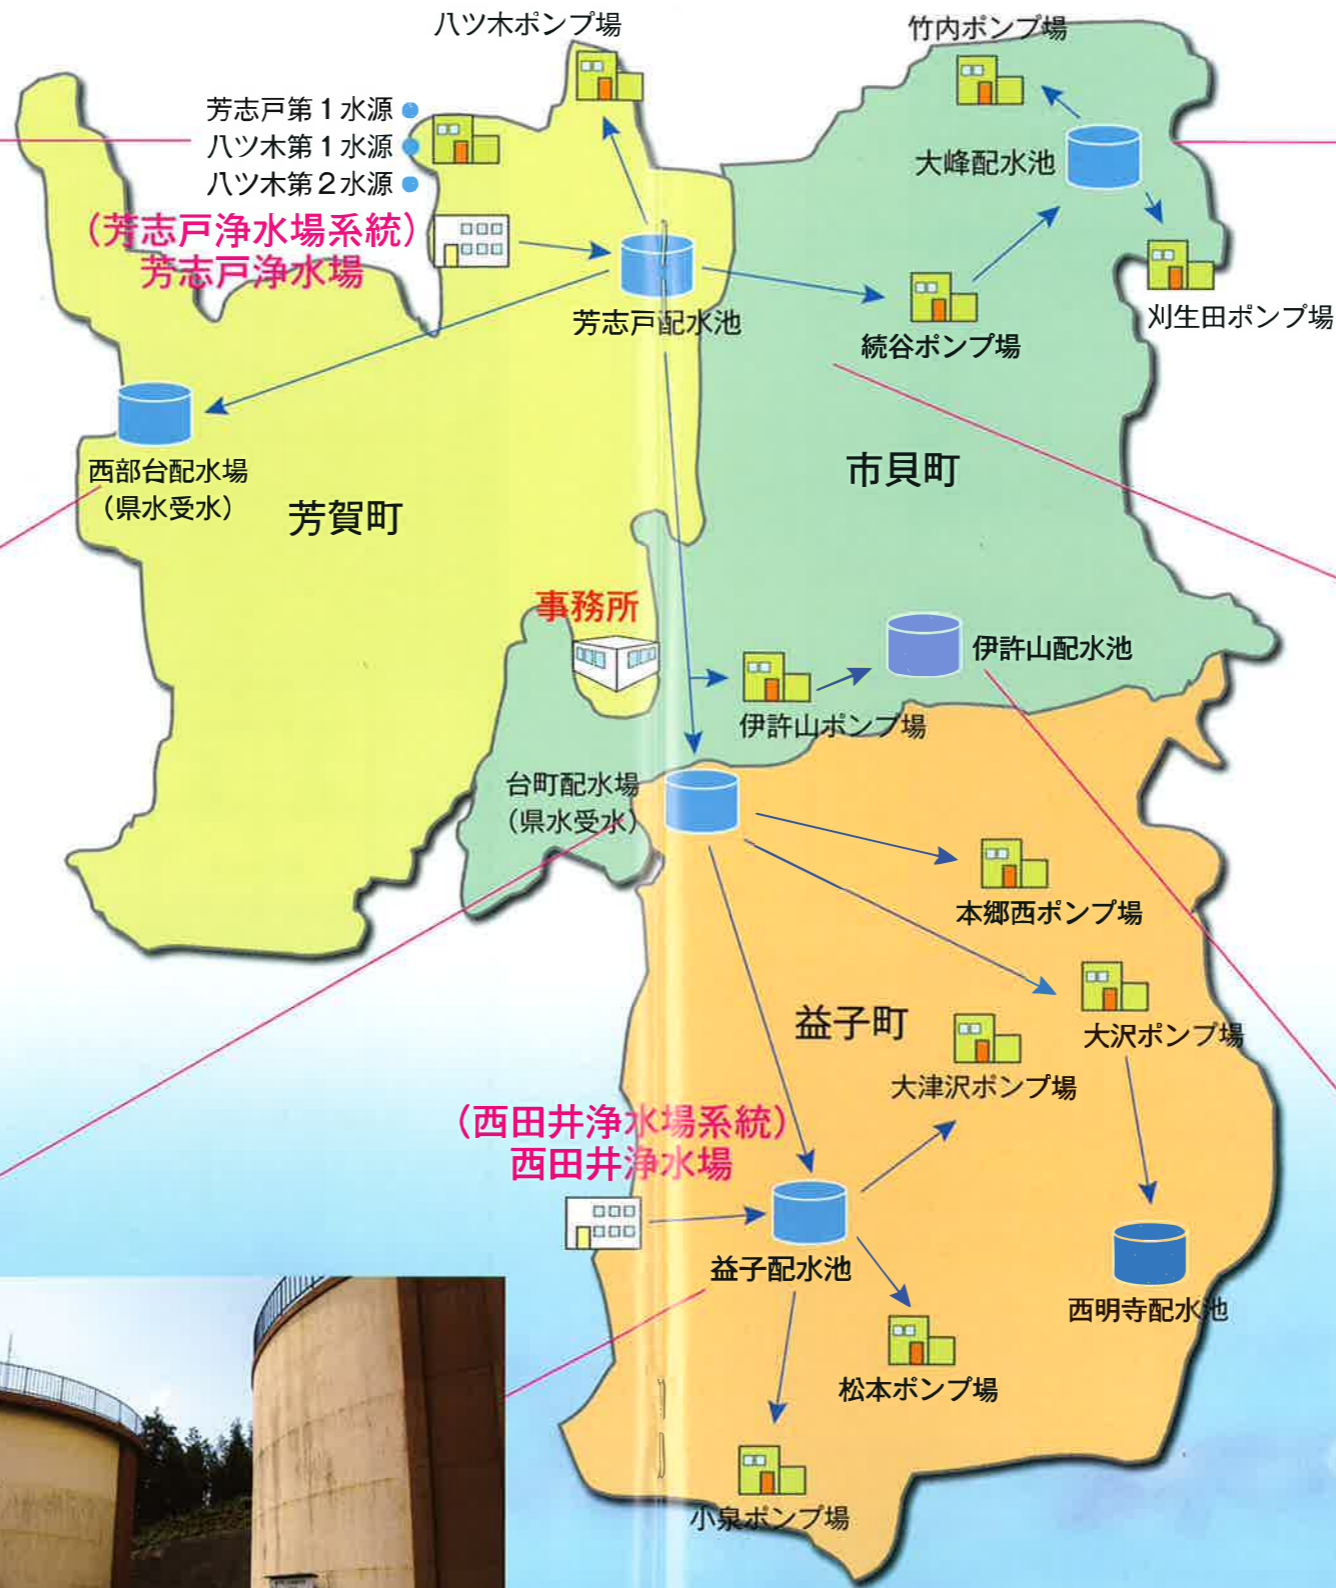 八ツ木ポンプ場
竹内ポンプ場
芳志戸第1水源
八ツ木第1水源
八ツ木第2水源
大峰配水池
（芳志戸浄水場系統）
芳志戸浄水場
芳志戸配水池
続谷ポンプ場
刈生田ポンプ場
西部台配水場
（県水受水）
芳賀町
市貝町
事務所
伊許山配水池
伊許山ポンプ場
台町配水場
（県水受水）
本郷西ポンプ場
益子町
大沢ポンプ場
大津沢ポンプ場
（西田井浄水場系統）
西田井浄水場
益子配水池
西明寺配水池
松本ポンプ場
小泉ポンプ場